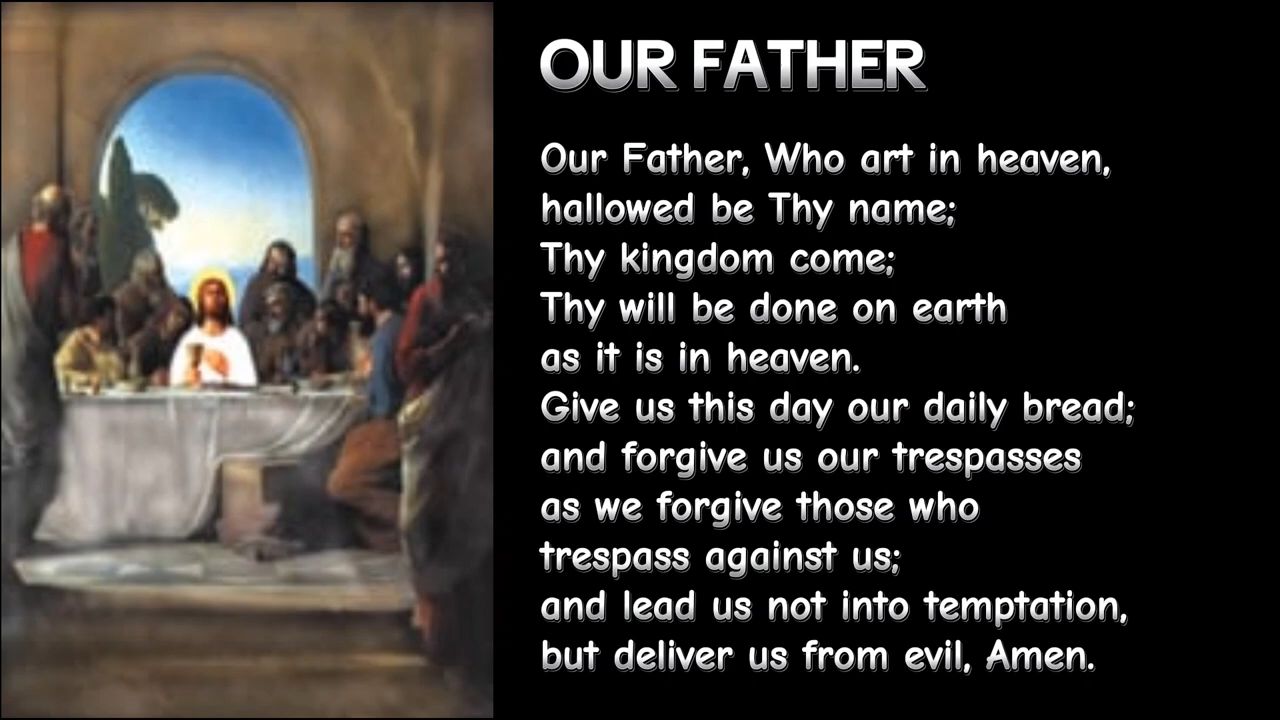 OUR FATHER
Our Father, Who art in heaven,
hallowed be Thy name;
Thy kingdom come;
Thy will be done on earth
as it is in heaven.
Give us this day our daily bread;
and forgive us our trespasses
as we forgive those who
trespass against us;
and lead us not into temptation,
but deliver us from evil, Amen.